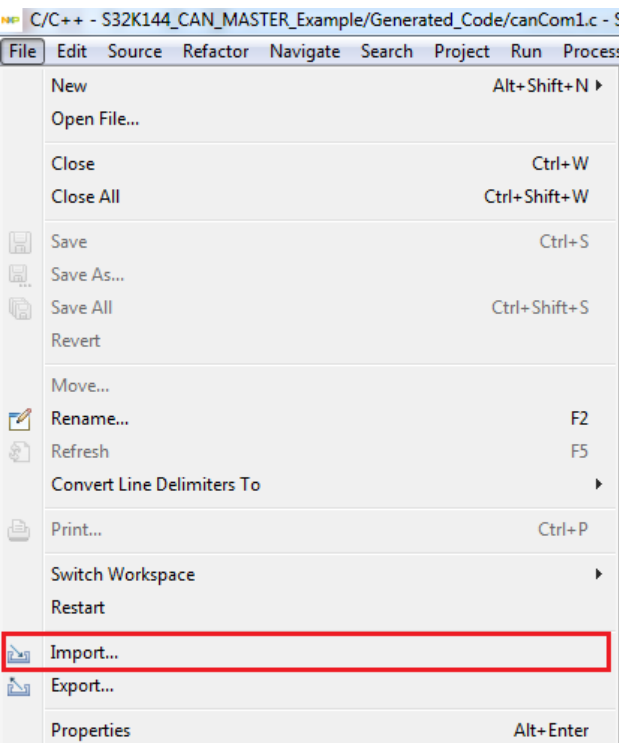 NXP C/C++ - S32K144_CAN_MASTER_Example/Generated_Code/canCom1.c - S
File Edit Source Refactor Navigate Search Project Run Process
New Alt+Shift+N
Open File...
Close Ctrl+W
Close All Ctrl+Shift+W
Save Ctrl+S
Save As...
Save All Ctrl+Shift+S
Revert
Move...
Rename... F2
Refresh F5
Convert Line Delimiters To
Print... Ctrl+P
Switch Workspace
Restart
Import...
Export...
Properties Alt+Enter